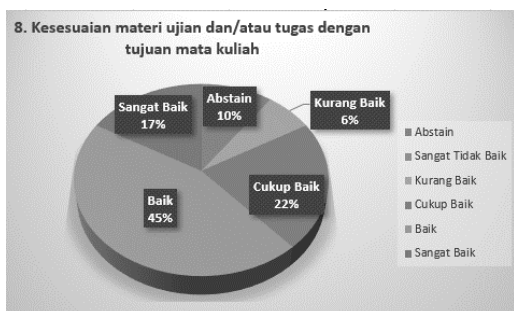 8. Kesesuaian materi ujian dan/atau tugas dengan
tujuan mata kuliah
Abstain
10%
Kurang Baik
6%
Sangat Baik
17%
Cukup Baik
22%
Baik
45%
Abstain
Sangat Tidak Baik
Kurang Baik
Cukup Baik
Baik
Sangat Baik